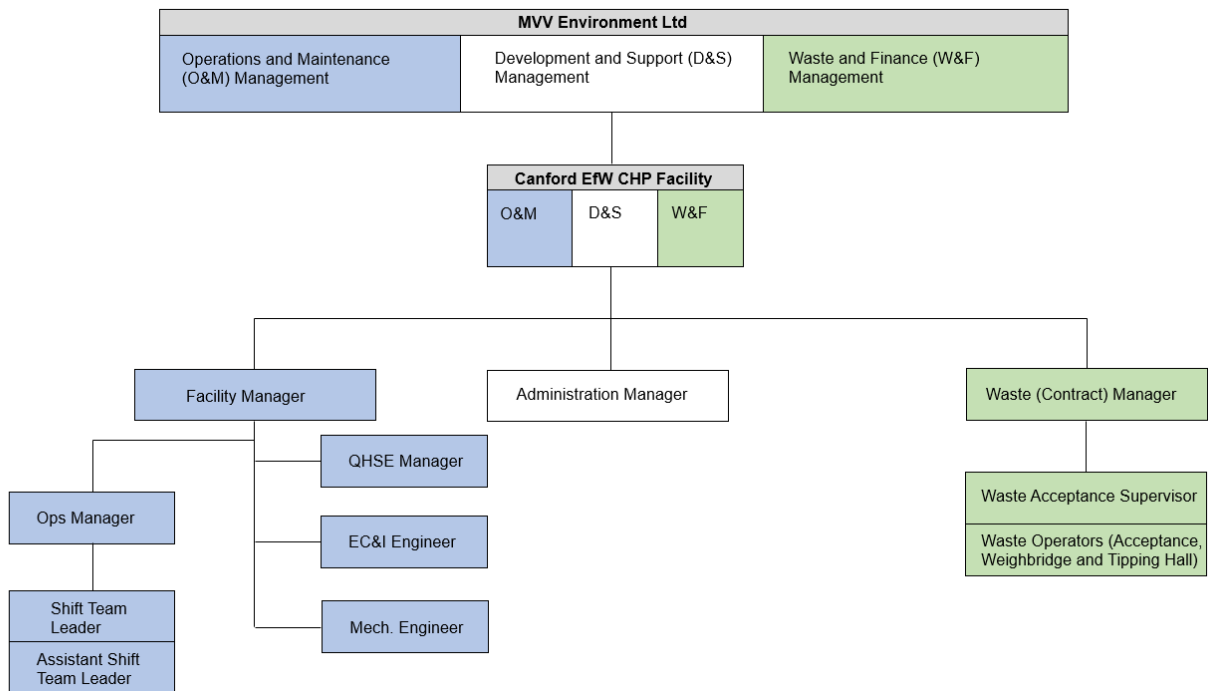 MVV Environment Ltd
Operations and Maintenance
(O&M) Management
Development and Support (D&S)
Management
Waste and Finance (W&F)
Management
Canford EfW CHP Facility
O&M
D&S
W&F
Facility Manager
Administration Manager
Waste (Contract) Manager
QHSE Manager
Ops Manager
EC&I Engineer
Waste Acceptance Supervisor
Waste Operators (Acceptance,
Weighbridge and Tipping Hall)
Shift Team
Leader
Assistant Shift
Team Leader
Mech. Engineer